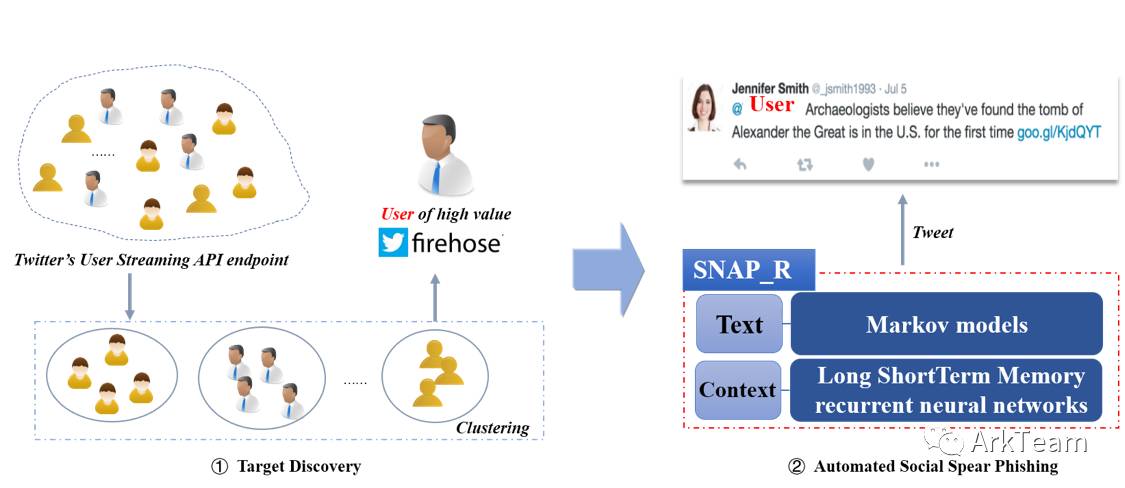 ......
Twitter's User Streaming API endpoint
User of high value
firehose
......
Clustering
① Target Discovery
Jennifer Smith @_jsmith1993 · Jul 5
@ User Archaeologists believe they've found the tomb of
Alexander the Great is in the U.S. for the first time goo.gl/KjdQYT
Tweet
SNAP_R
Text
Markov models
Context
Long ShortTerm Memory
recurrent neural networks
ArkTeam
② Automated Social Spear Phishing